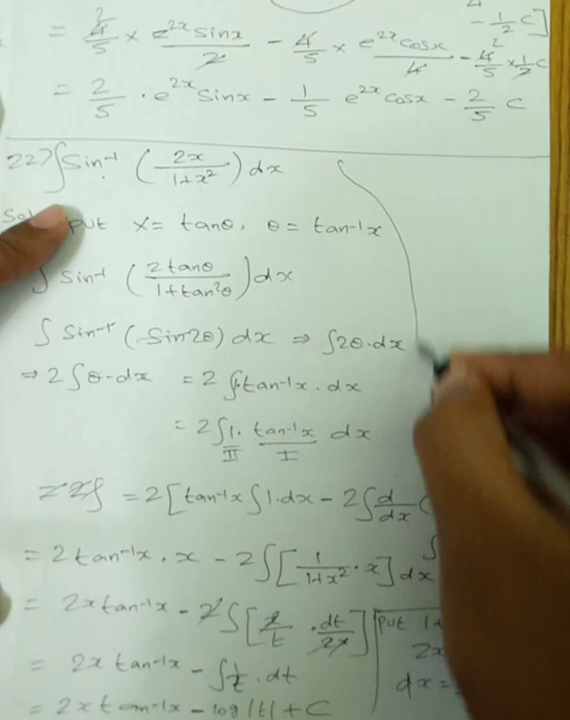 - 1/2 C]
= 2 4/5 × e^2x sinx / 2 - 4/5 × e^2x cosx / 4 - 4/5 × 1/2 C
= 2/5 · e^2x sinx - 1/5 e^2x cosx - 2/5 C
22) ∫ sin-1 ( 2x / 1+x² ) dx
put x = tanθ, θ = tan-1x
∫ sin-1 ( 2tanθ / 1+tan²θ ) dx
∫ sin-1 (sin2θ) dx ⇒ ∫2θ·dx
⇒ 2∫θ·dx = 2∫tan-1x·dx
= 2∫1· tan-1x dx
II I
= 2[tan-1x∫1·dx - 2∫d/dx (
= 2tan-1x · x - 2∫[ 1/1+x² · x ] dx
= 2x tan-1x - 2∫[ x/t · dt/2x ] put 1+
2x
= 2x tan-1x - ∫1/t · dt dx =
= 2x tan-1x - log|t| + C